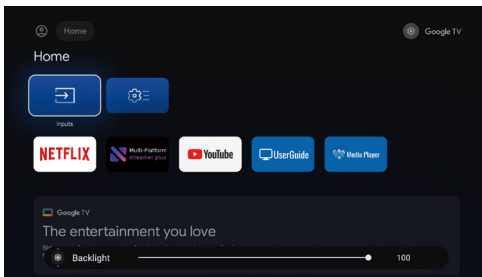 Home
Google TV
Home
Inputs
NETFLIX
Multi-Platform
streamer plus
YouTube
UserGuide
Media Player
Google TV
The entertainment you love
Backlight
100